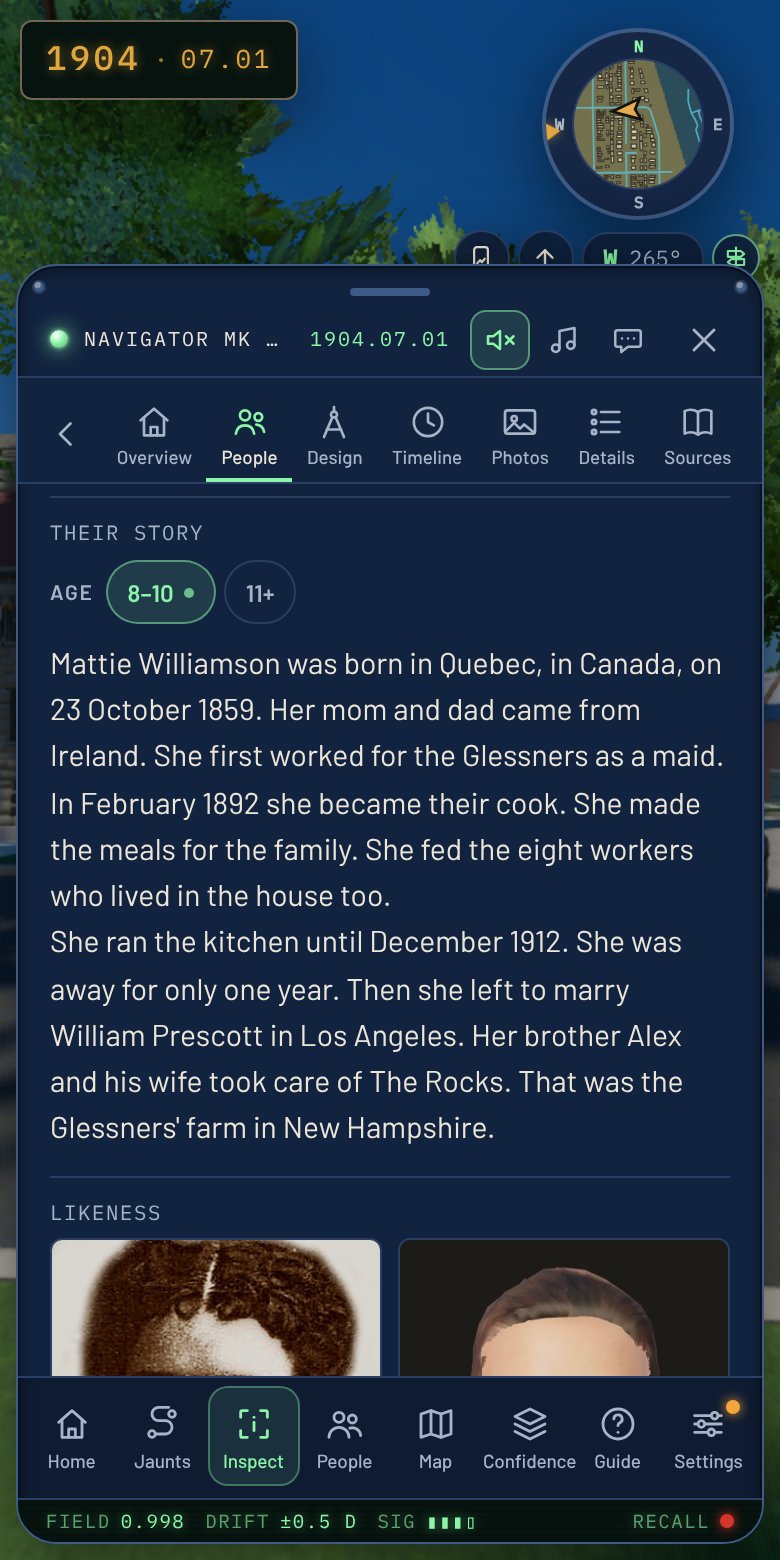 1904 · 07.01
N
W
E
S
W 265°
NAVIGATOR MK …
1904.07.01
Overview
People
Design
Timeline
Photos
Details
Sources
THEIR STORY
AGE
8–10
11+
Mattie Williamson was born in Quebec, in Canada, on
23 October 1859. Her mom and dad came from
Ireland. She first worked for the Glessners as a maid.
In February 1892 she became their cook. She made
the meals for the family. She fed the eight workers
who lived in the house too.
She ran the kitchen until December 1912. She was
away for only one year. Then she left to marry
William Prescott in Los Angeles. Her brother Alex
and his wife took care of The Rocks. That was the
Glessners' farm in New Hampshire.
LIKENESS
Home
Jaunts
Inspect
People
Map
Confidence
Guide
Settings
FIELD 0.998 DRIFT ±0.5 D SIG
RECALL